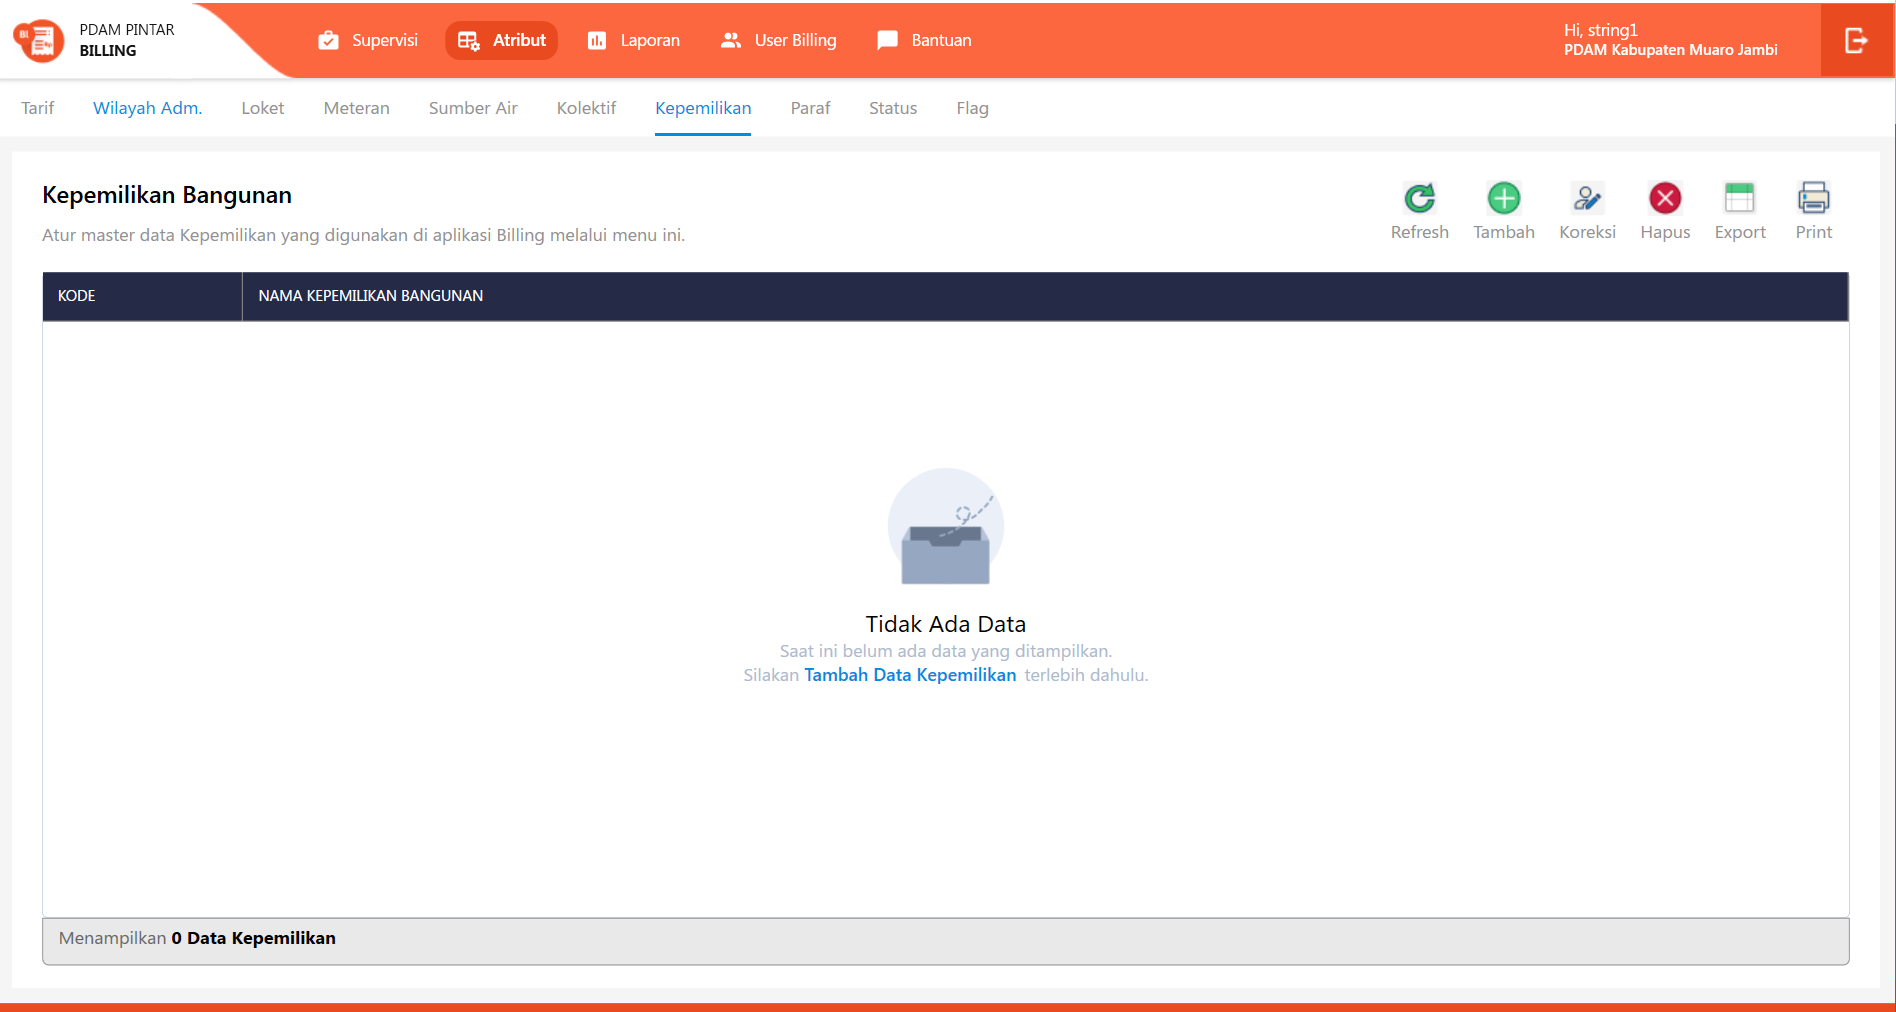 PDAM PINTAR
BILLING
Supervisi
Atribut
Laporan
User Billing
Bantuan
Hi, string1
PDAM Kabupaten Muaro Jambi
Tarif
Wilayah Adm.
Loket
Meteran
Sumber Air
Kolektif
Kepemilikan
Paraf
Status
Flag
Kepemilikan Bangunan
Atur master data Kepemilikan yang digunakan di aplikasi Billing melalui menu ini.
Refresh
Tambah
Koreksi
Hapus
Export
Print
KODE
NAMA KEPEMILIKAN BANGUNAN
Tidak Ada Data
Saat ini belum ada data yang ditampilkan.
Silakan Tambah Data Kepemilikan terlebih dahulu.
Menampilkan 0 Data Kepemilikan